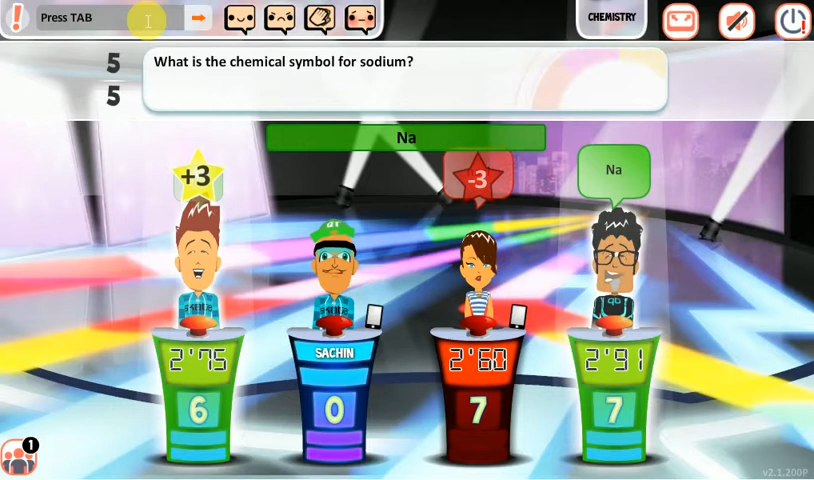 Press TAB
CHEMISTRY
5
5
What is the chemical symbol for sodium?
Na
+3
-3
Na
QT
2'75
SACHIN
2'60
2'91
6
0
7
7
1
v2.1.200P